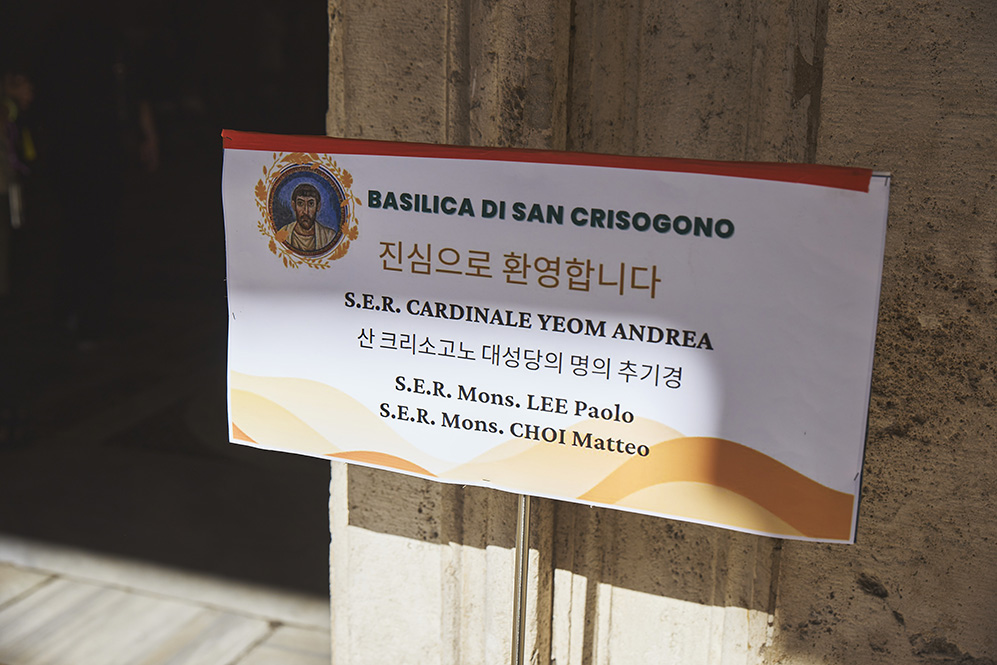 BASILICA DI SAN CRISOGONO
진심으로 환영합니다
S.E.R. CARDINALE YEOM ANDREA
산 크리소고노 대성당의 명의 추기경
S.E.R. Mons. LEE Paolo
S.E.R. Mons. CHOI Matteo